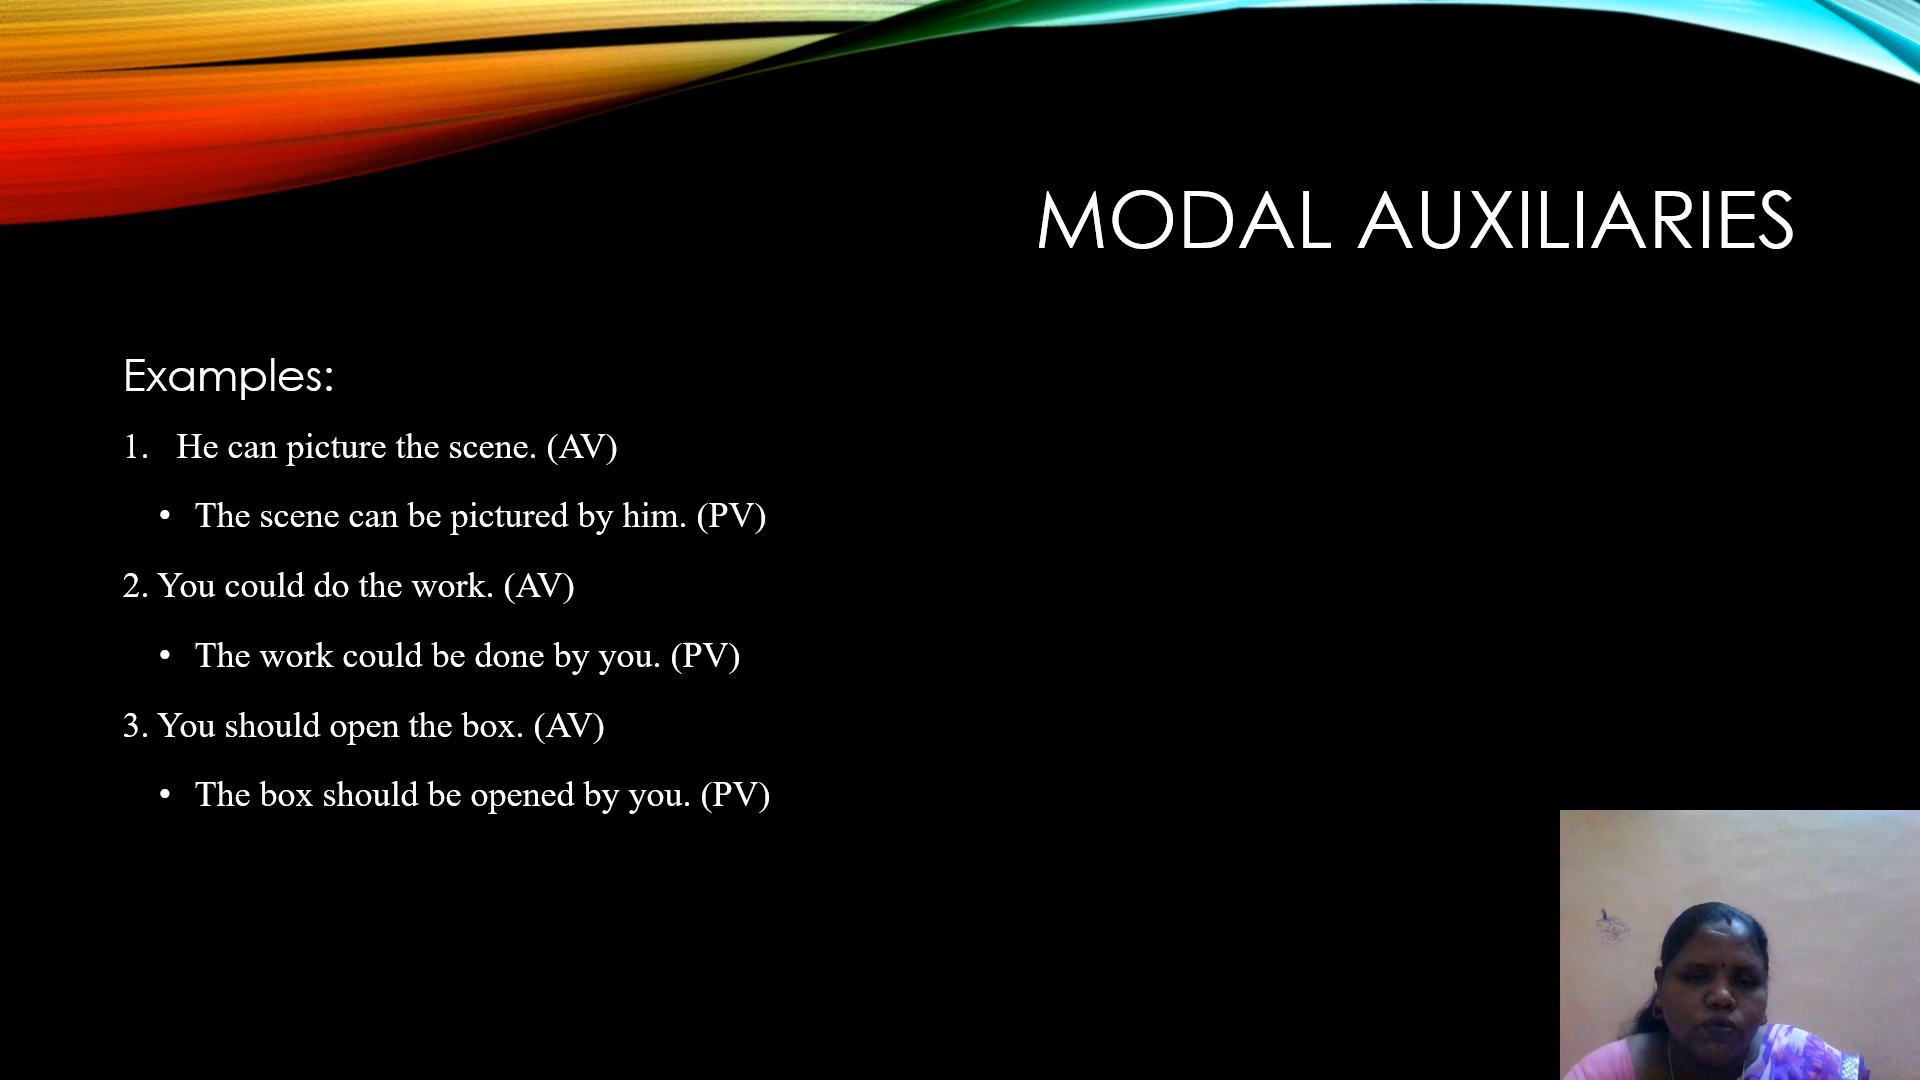 MODAL AUXILIARIES
Examples:
1. He can picture the scene. (AV)
• The scene can be pictured by him. (PV)
2. You could do the work. (AV)
• The work could be done by you. (PV)
3. You should open the box. (AV)
• The box should be opened by you. (PV)